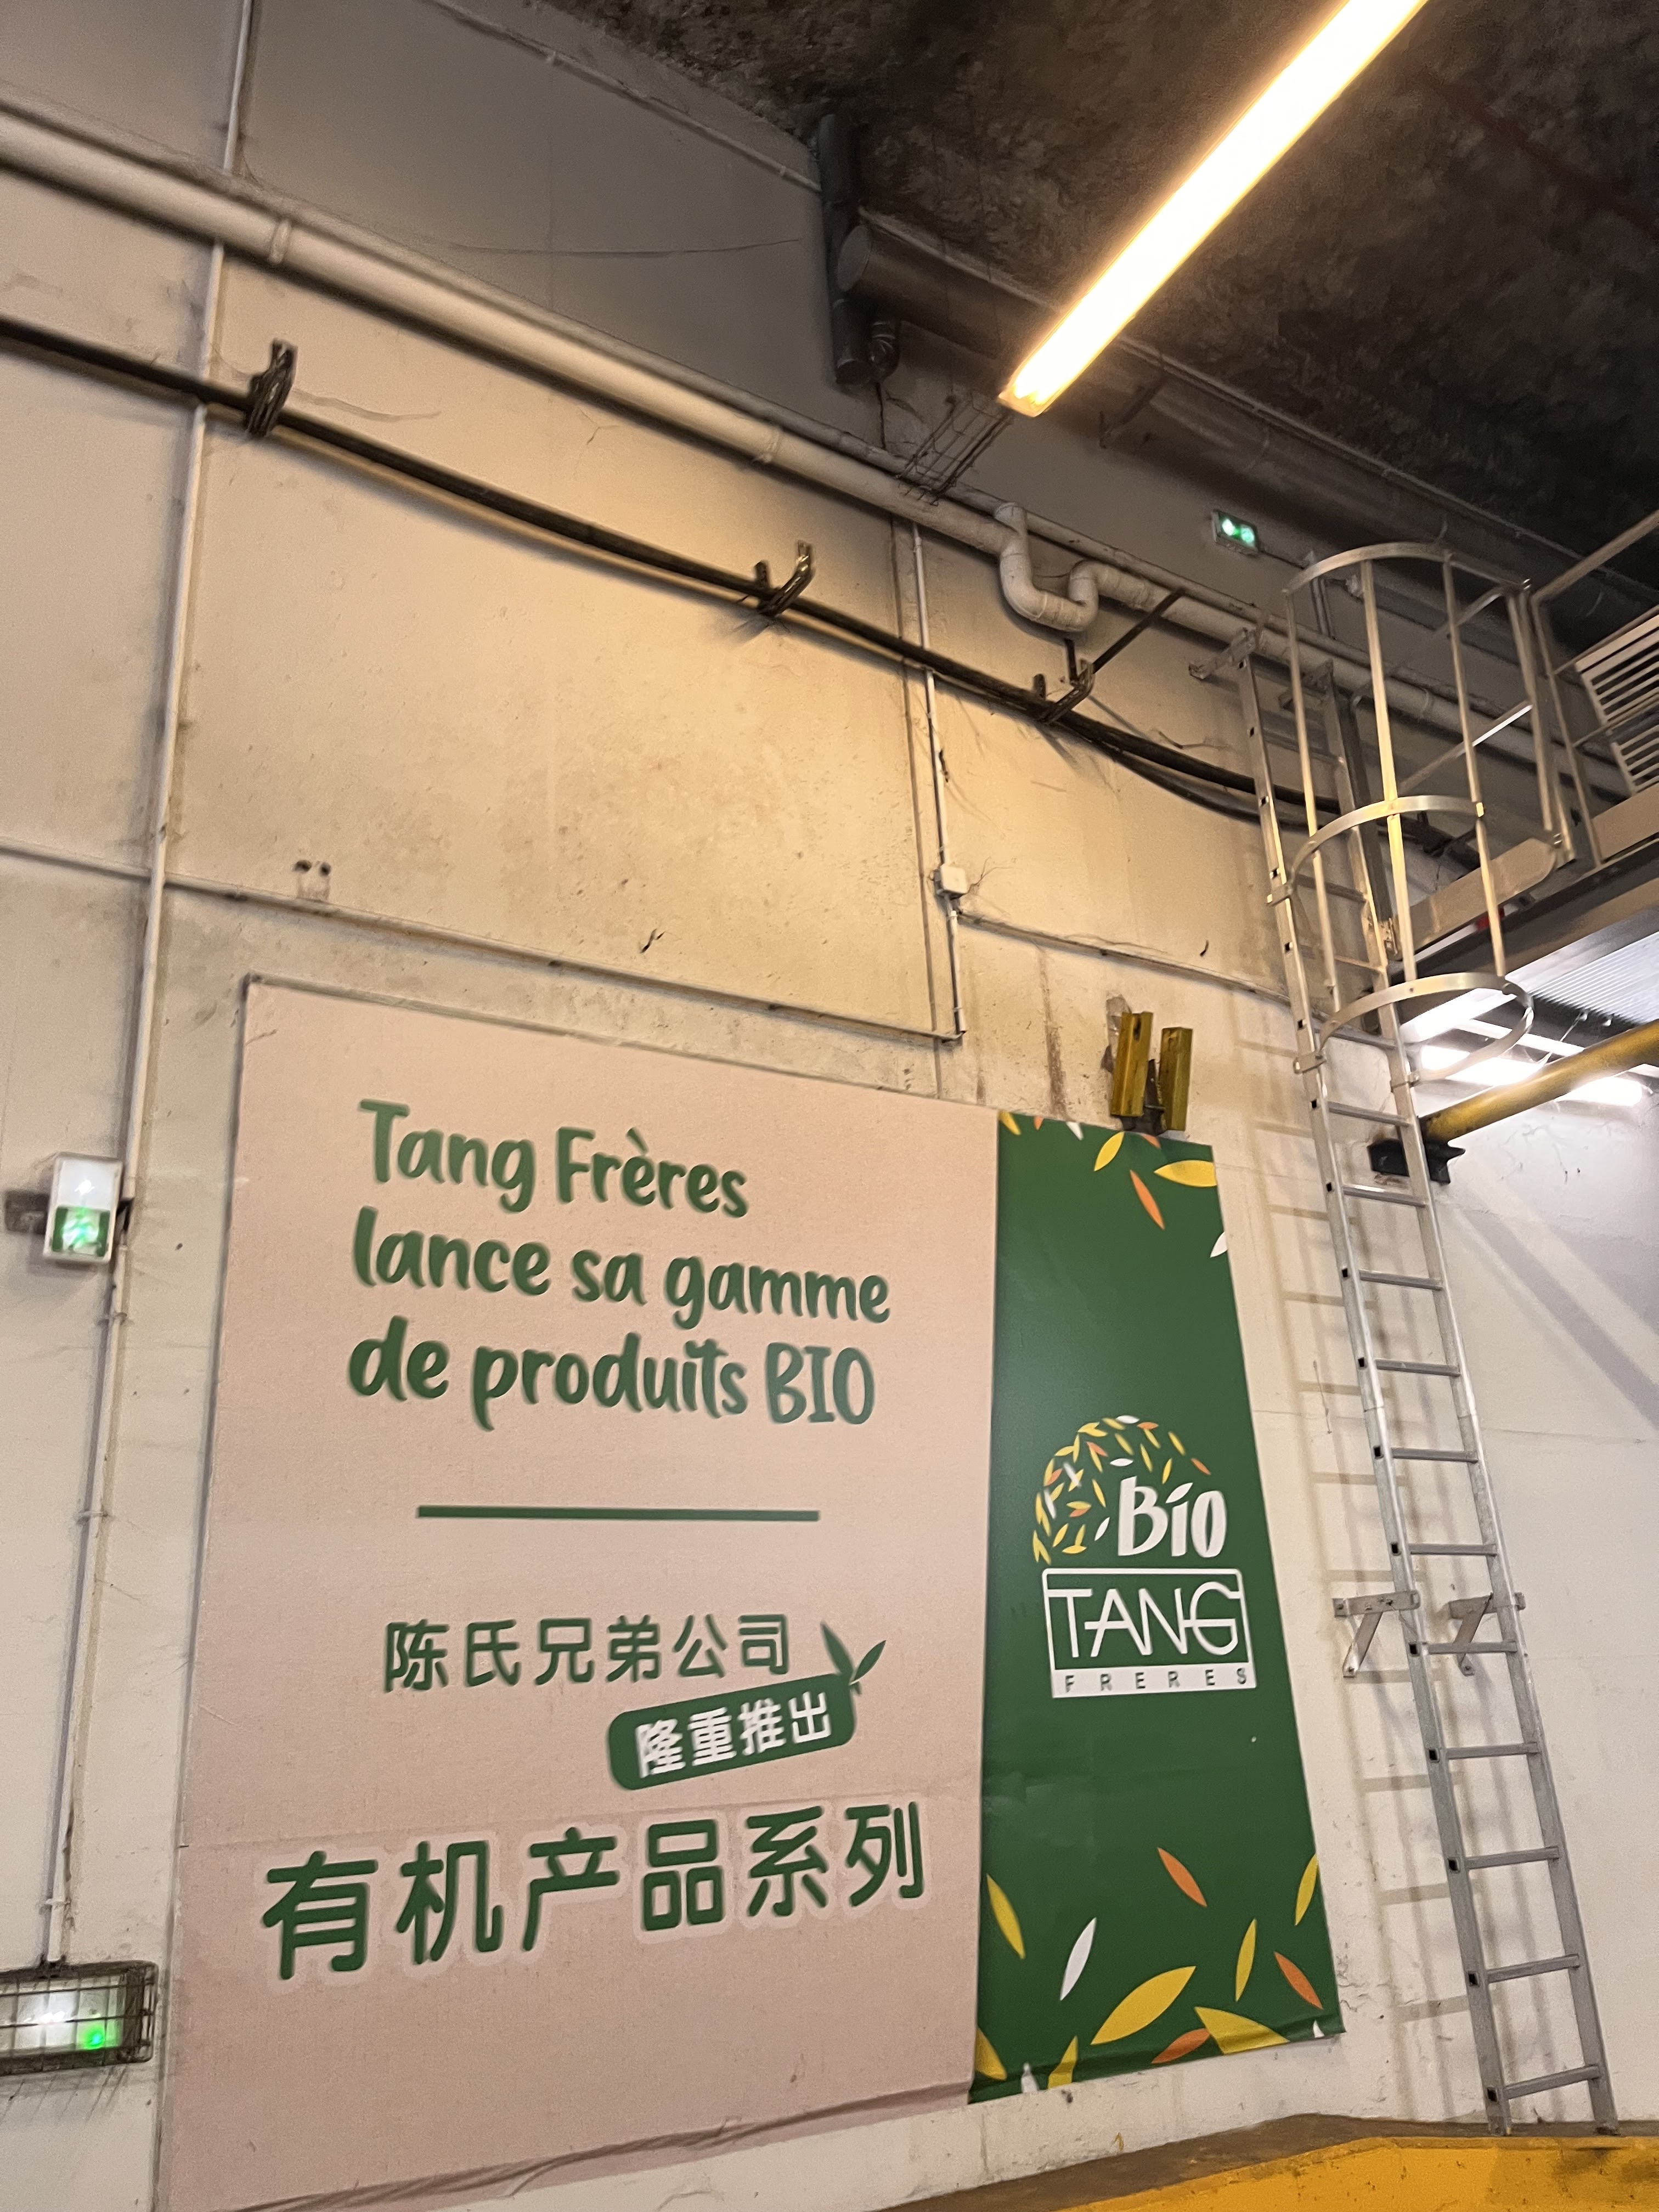 Tang Frères
lance sa gamme
de produits BIO
陈氏兄弟公司
隆重推出
有机产品系列
Bio
TANG
FRERES